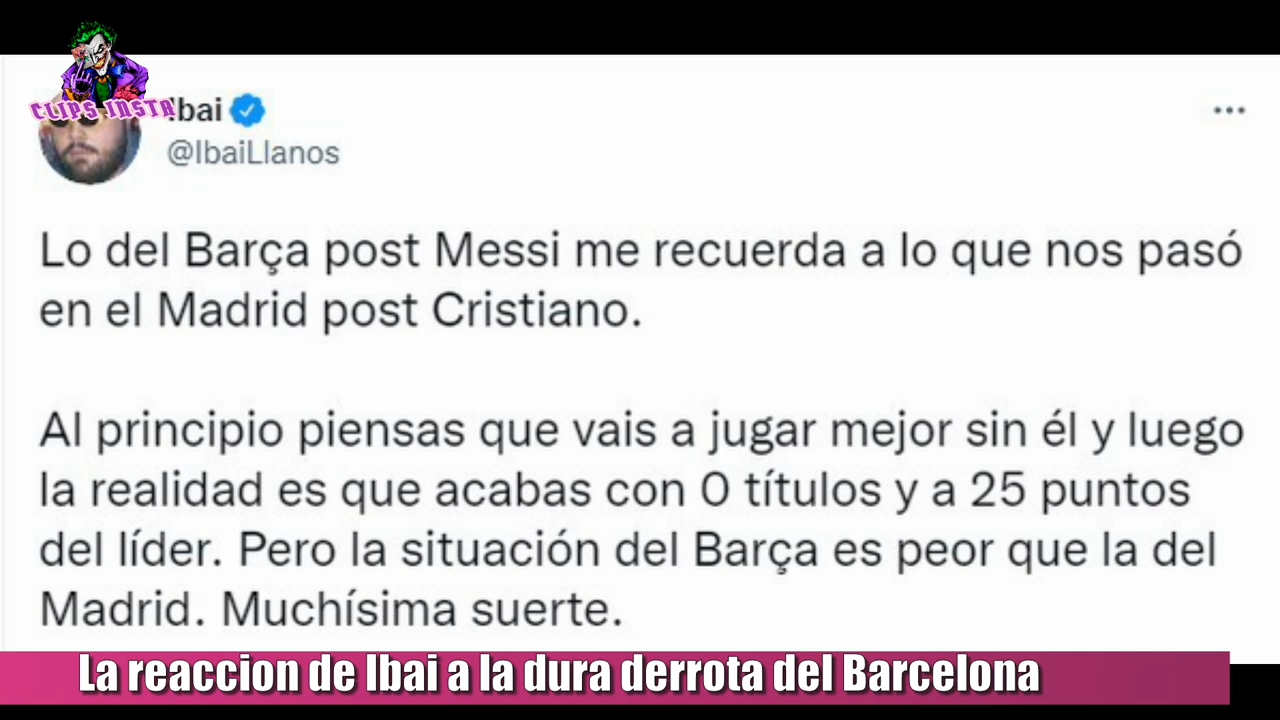 CLIPS INSTA
Ibai
@IbaiLlanos
Lo del Barça post Messi me recuerda a lo que nos pasó
en el Madrid post Cristiano.
Al principio piensas que vais a jugar mejor sin él y luego
la realidad es que acabas con 0 títulos y a 25 puntos
del líder. Pero la situación del Barça es peor que la del
Madrid. Muchísima suerte.
La reaccion de Ibai a la dura derrota del Barcelona